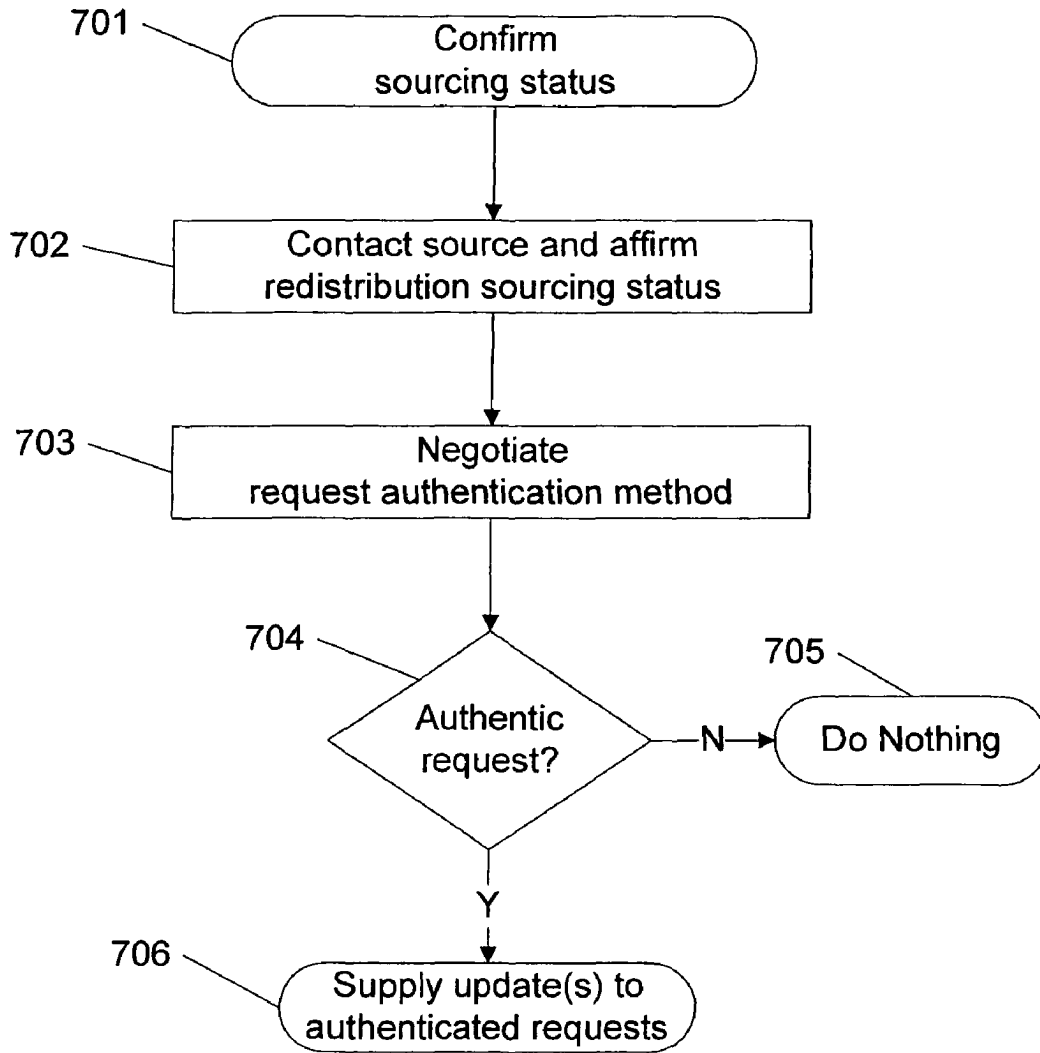 701
Confirm
sourcing status
702
Contact source and affirm
redistribution sourcing status
703
Negotiate
request authentication method
704
Authentic
request?
N
705
Do Nothing
Y
706
Supply update(s) to
authenticated requests